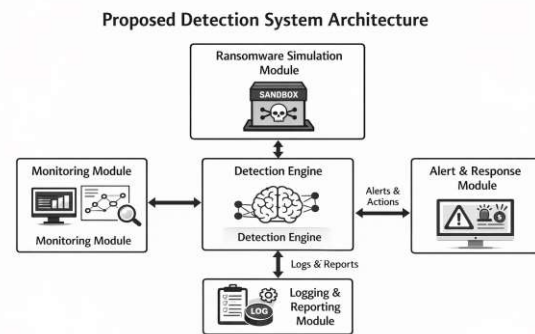 Proposed Detection System Architecture
Ransomware Simulation
Module
SANDBOX
Monitoring Module
Monitoring Module
Detection Engine
Detection Engine
Alerts &
Actions
Alert & Response
Module
Logs & Reports
LOG
Logging &
Reporting
Module